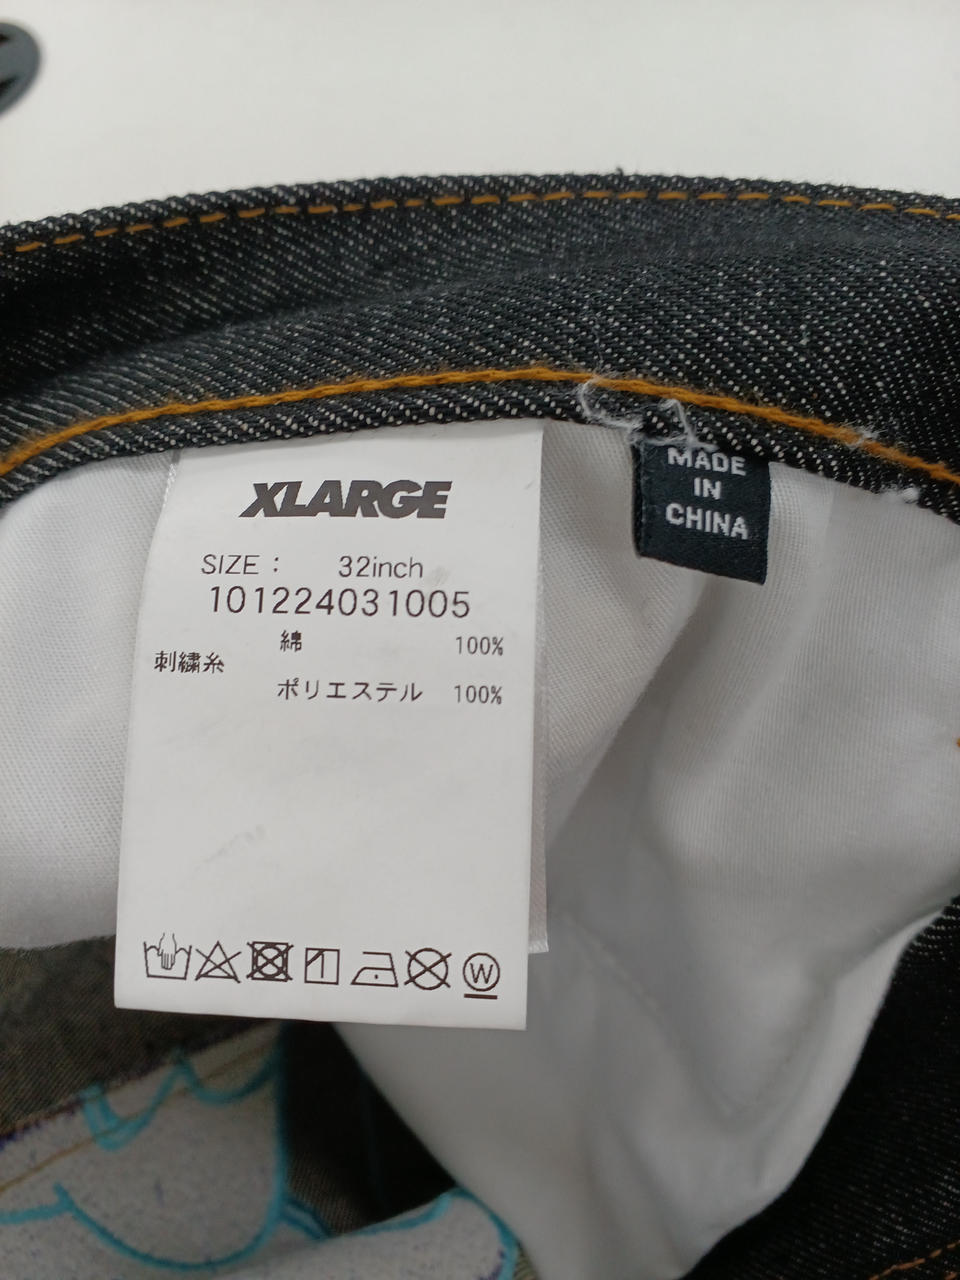 XLARGE
SIZE : 32inch
101224031005
綿 100%
刺繍糸
ポリエステル 100%
W
MADE
IN
CHINA